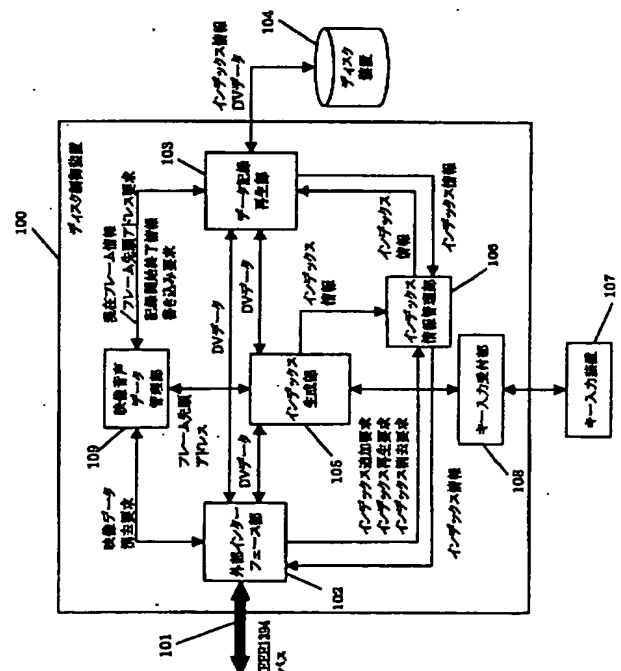 100
ディスク制御装置
インデックス情報
DVデータ
104
ディスク
装置
103
データ記録
再生部
現在フレーム情報
/フレーム先頭アドレス要求
記録開始終了情報
書き込み要求
109
映像音声
データ
管理部
映像データ
消去要求
フレーム先頭
アドレス
DVデータ
DVデータ
DVデータ
105
インデックス
生成部
インデックス
情報
インデックス
情報
インデックス情報
106
インデックス
情報管理部
101
IEEE1394
バス
102
外部インター
フェース部
インデックス追加要求
インデックス再生要求
インデックス消去要求
インデックス情報
108
キー入力受付部
107
キー入力装置